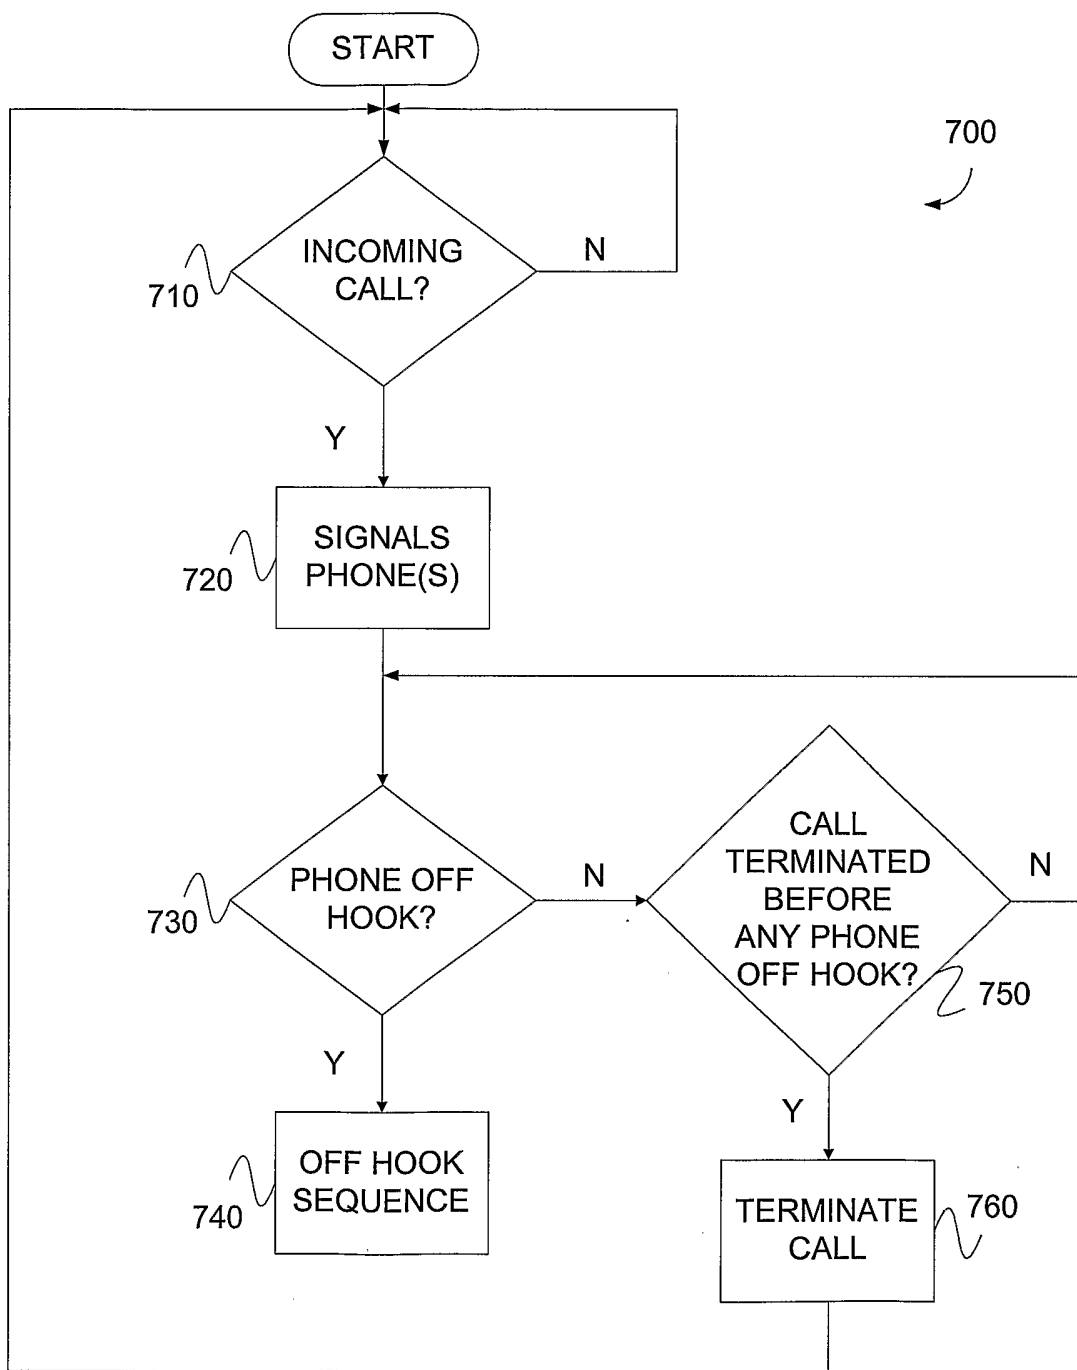 START
700
INCOMING
CALL?
N
710
Y
SIGNALS
PHONE(S)
720
PHONE OFF
HOOK?
N
730
CALL
TERMINATED
BEFORE
ANY PHONE
OFF HOOK?
N
750
Y
OFF HOOK
SEQUENCE
740
Y
TERMINATE
CALL
760